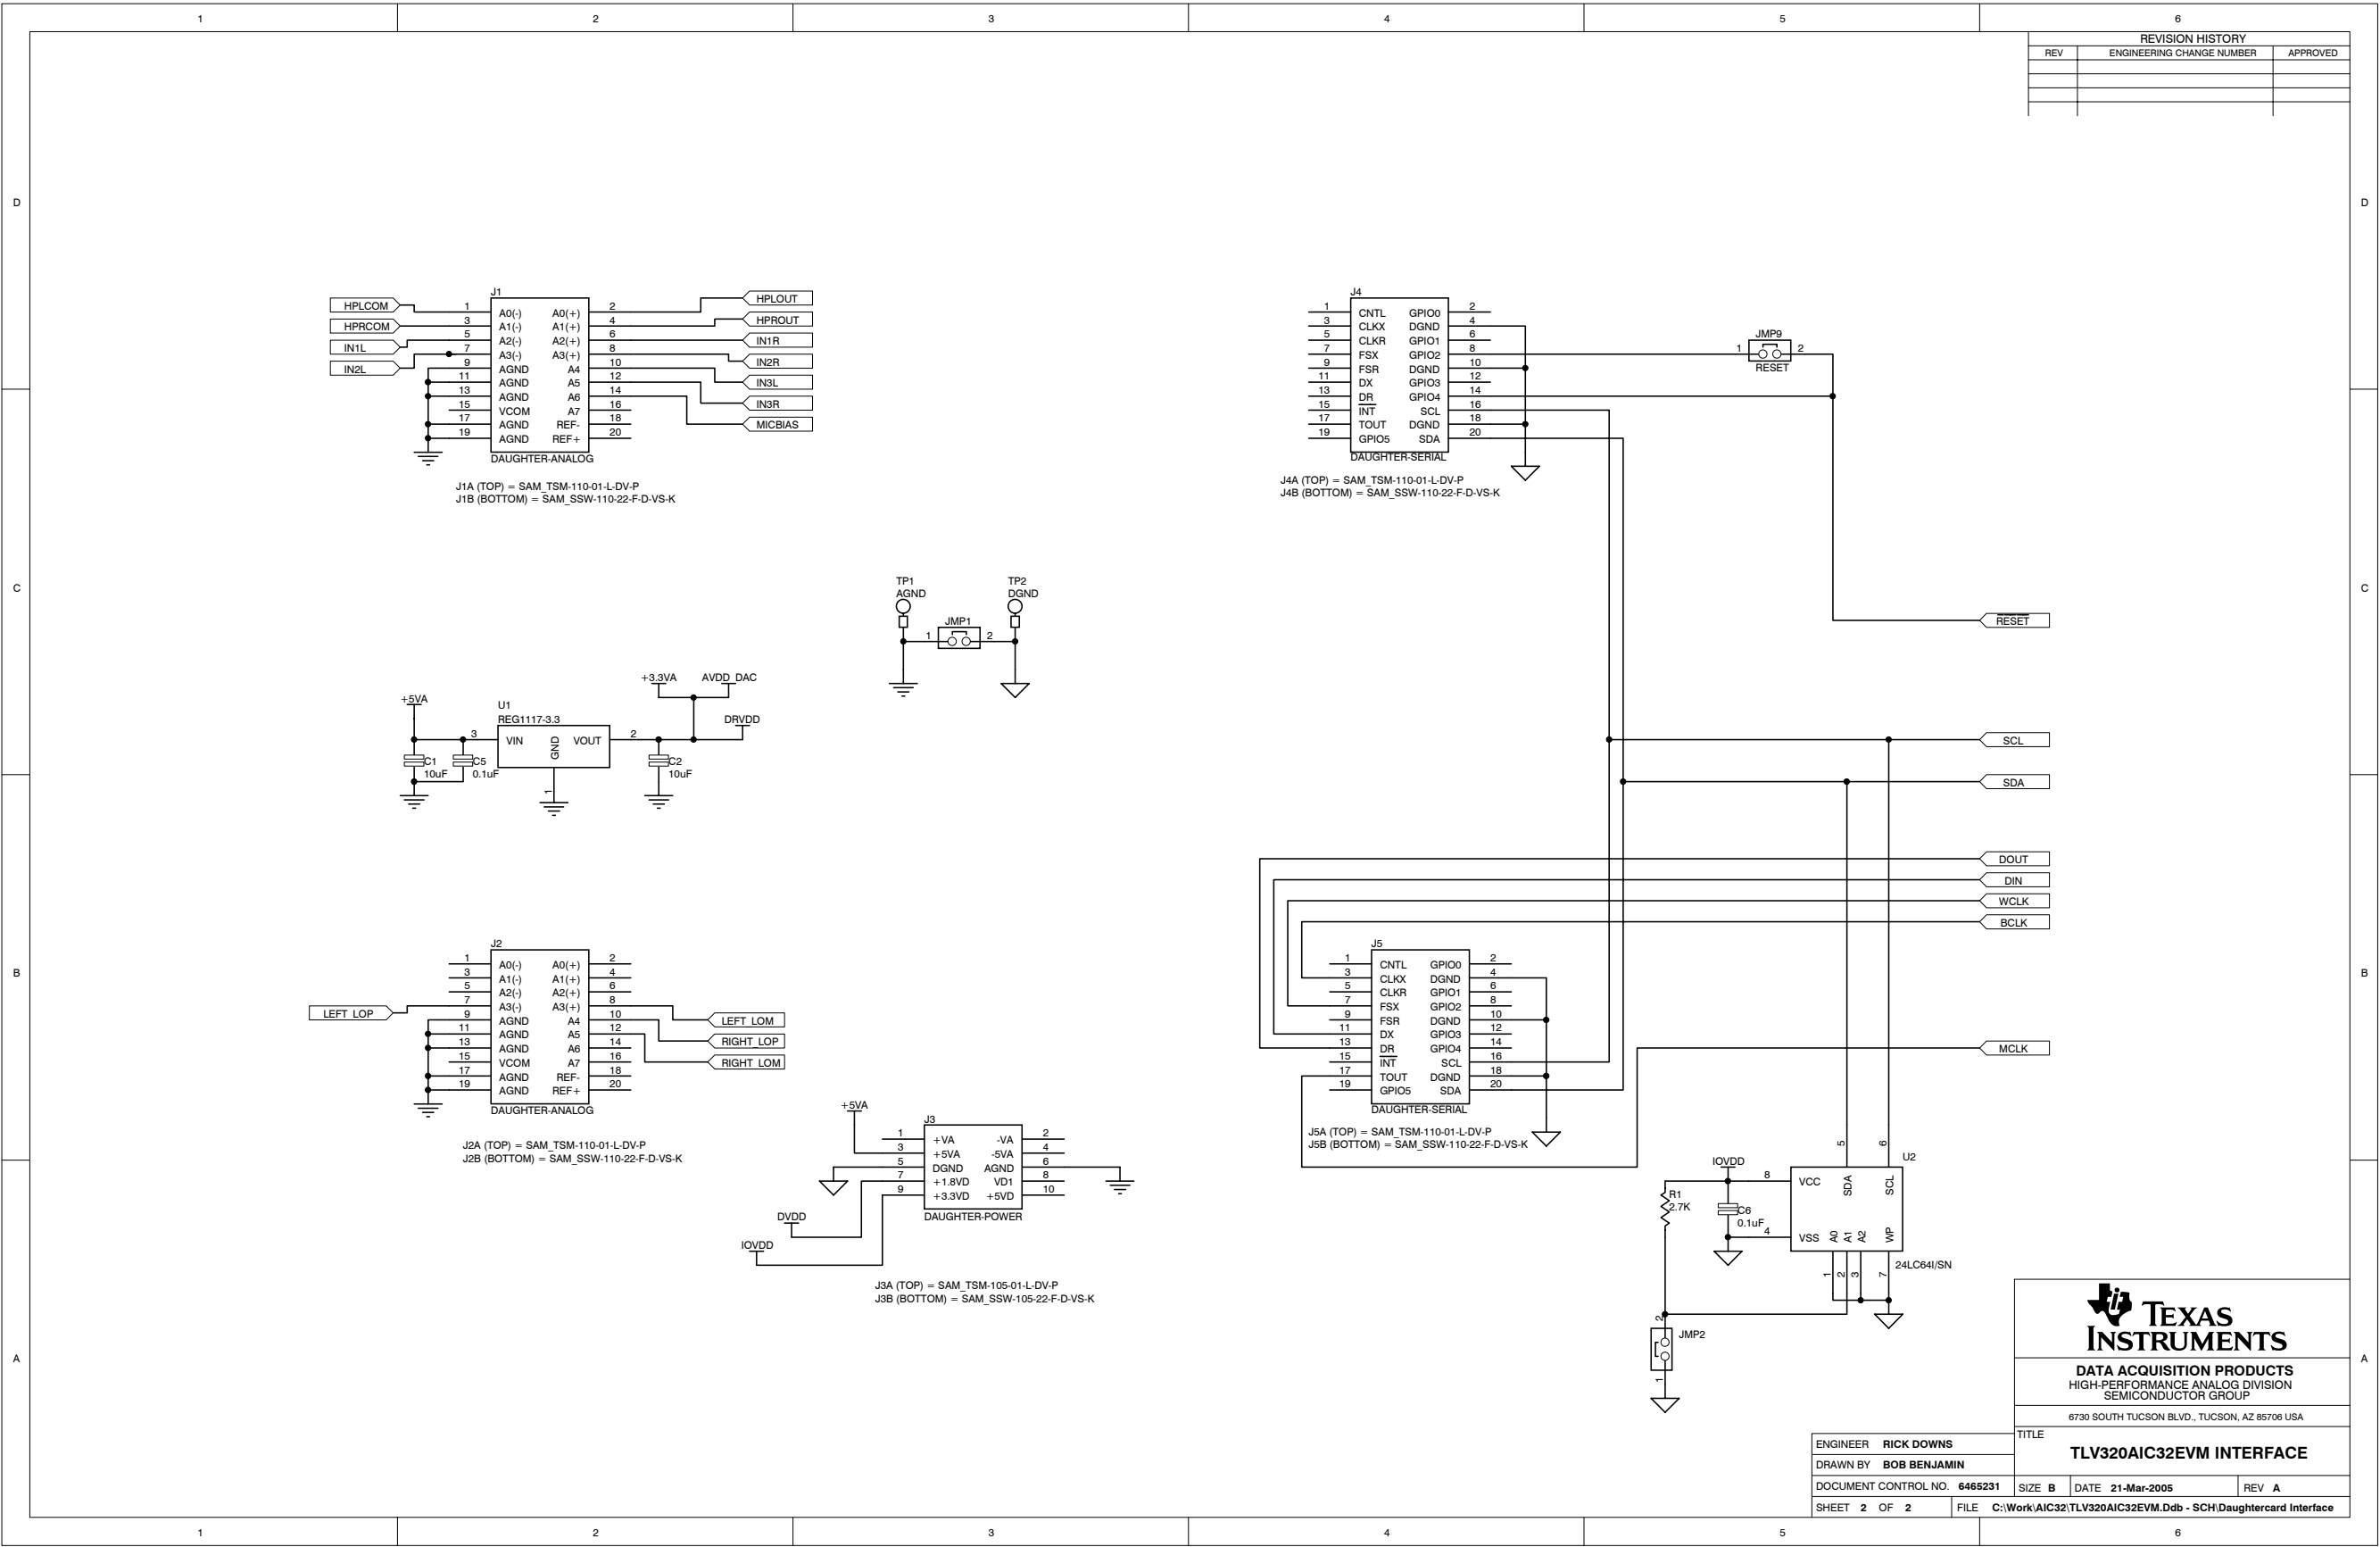 1 2 3 4 5 6
REVISION HISTORY
REV ENGINEERING CHANGE NUMBER APPROVED
D D
C C
B B
A A
J1
HPLCOM 1 A0(-) A0(+) 2 HPLOUT
HPRCOM 3 A1(-) A1(+) 4 HPROUT
IN1L 5 A2(-) A2(+) 6 IN1R
IN2L 7 A3(-) A3(+) 8 IN2R
9 AGND A4 10 IN3L
11 AGND A5 12 IN3R
13 AGND A6 14 MICBIAS
15 VCOM A7 16
17 AGND REF- 18
19 AGND REF+ 20
DAUGHTER-ANALOG
J1A (TOP) = SAM_TSM-110-01-L-DV-P
J1B (BOTTOM) = SAM_SSW-110-22-F-D-VS-K
J4
1 CNTL GPIO0 2
3 CLKX DGND 4
5 CLKR GPIO1 6
7 FSX GPIO2 8
9 FSR DGND 10
11 DX GPIO3 12
13 DR GPIO4 14
15 INT SCL 16
17 TOUT DGND 18
19 GPIO5 SDA 20
DAUGHTER-SERIAL
J4A (TOP) = SAM_TSM-110-01-L-DV-P
J4B (BOTTOM) = SAM_SSW-110-22-F-D-VS-K
JMP9
1 2
RESET
TP1 TP2
AGND DGND
JMP1
1 2
RESET
+5VA
U1
REG1117-3.3
3 VIN GND VOUT 2
1
+3.3VA AVDD_DAC
DRVDD
C1
10uF
C5
0.1uF
C2
10uF
SCL
SDA
DOUT
DIN
WCLK
BCLK
MCLK
J2
1 A0(-) A0(+) 2
3 A1(-) A1(+) 4
5 A2(-) A2(+) 6
LEFT_LOP 7 A3(-) A3(+) 8 LEFT_LOM
9 AGND A4 10 RIGHT_LOP
11 AGND A5 12 RIGHT_LOM
13 AGND A6 14
15 VCOM A7 16
17 AGND REF- 18
19 AGND REF+ 20
DAUGHTER-ANALOG
J2A (TOP) = SAM_TSM-110-01-L-DV-P
J2B (BOTTOM) = SAM_SSW-110-22-F-D-VS-K
J5
1 CNTL GPIO0 2
3 CLKX DGND 4
5 CLKR GPIO1 6
7 FSX GPIO2 8
9 FSR DGND 10
11 DX GPIO3 12
13 DR GPIO4 14
15 INT SCL 16
17 TOUT DGND 18
19 GPIO5 SDA 20
DAUGHTER-SERIAL
J5A (TOP) = SAM_TSM-110-01-L-DV-P
J5B (BOTTOM) = SAM_SSW-110-22-F-D-VS-K
+5VA
J3
1 +VA -VA 2
3 +5VA -5VA 4
5 DGND AGND 6
7 +1.8VD VD1 8
9 +3.3VD +5VD 10
DAUGHTER-POWER
DVDD
IOVDD
J3A (TOP) = SAM_TSM-105-01-L-DV-P
J3B (BOTTOM) = SAM_SSW-105-22-F-D-VS-K
5 6
U2
IOVDD
8 VCC SDA SCL
R1
2.7K
C6
0.1uF
4 VSS A0 A1 A2 WP
24LC64I/SN
1 2 3 7
2
JMP2
1
TEXAS
INSTRUMENTS
DATA ACQUISITION PRODUCTS
HIGH-PERFORMANCE ANALOG DIVISION
SEMICONDUCTOR GROUP
6730 SOUTH TUCSON BLVD., TUCSON, AZ 85706 USA
TITLE
TLV320AIC32EVM INTERFACE
ENGINEER RICK DOWNS
DRAWN BY BOB BENJAMIN
DOCUMENT CONTROL NO. 6465231
SIZE B DATE 21-Mar-2005 REV A
SHEET 2 OF 2 FILE C:\Work\AIC32\TLV320AIC32EVM.Ddb - SCH\Daughtercard Interface
1 2 3 4 5 6